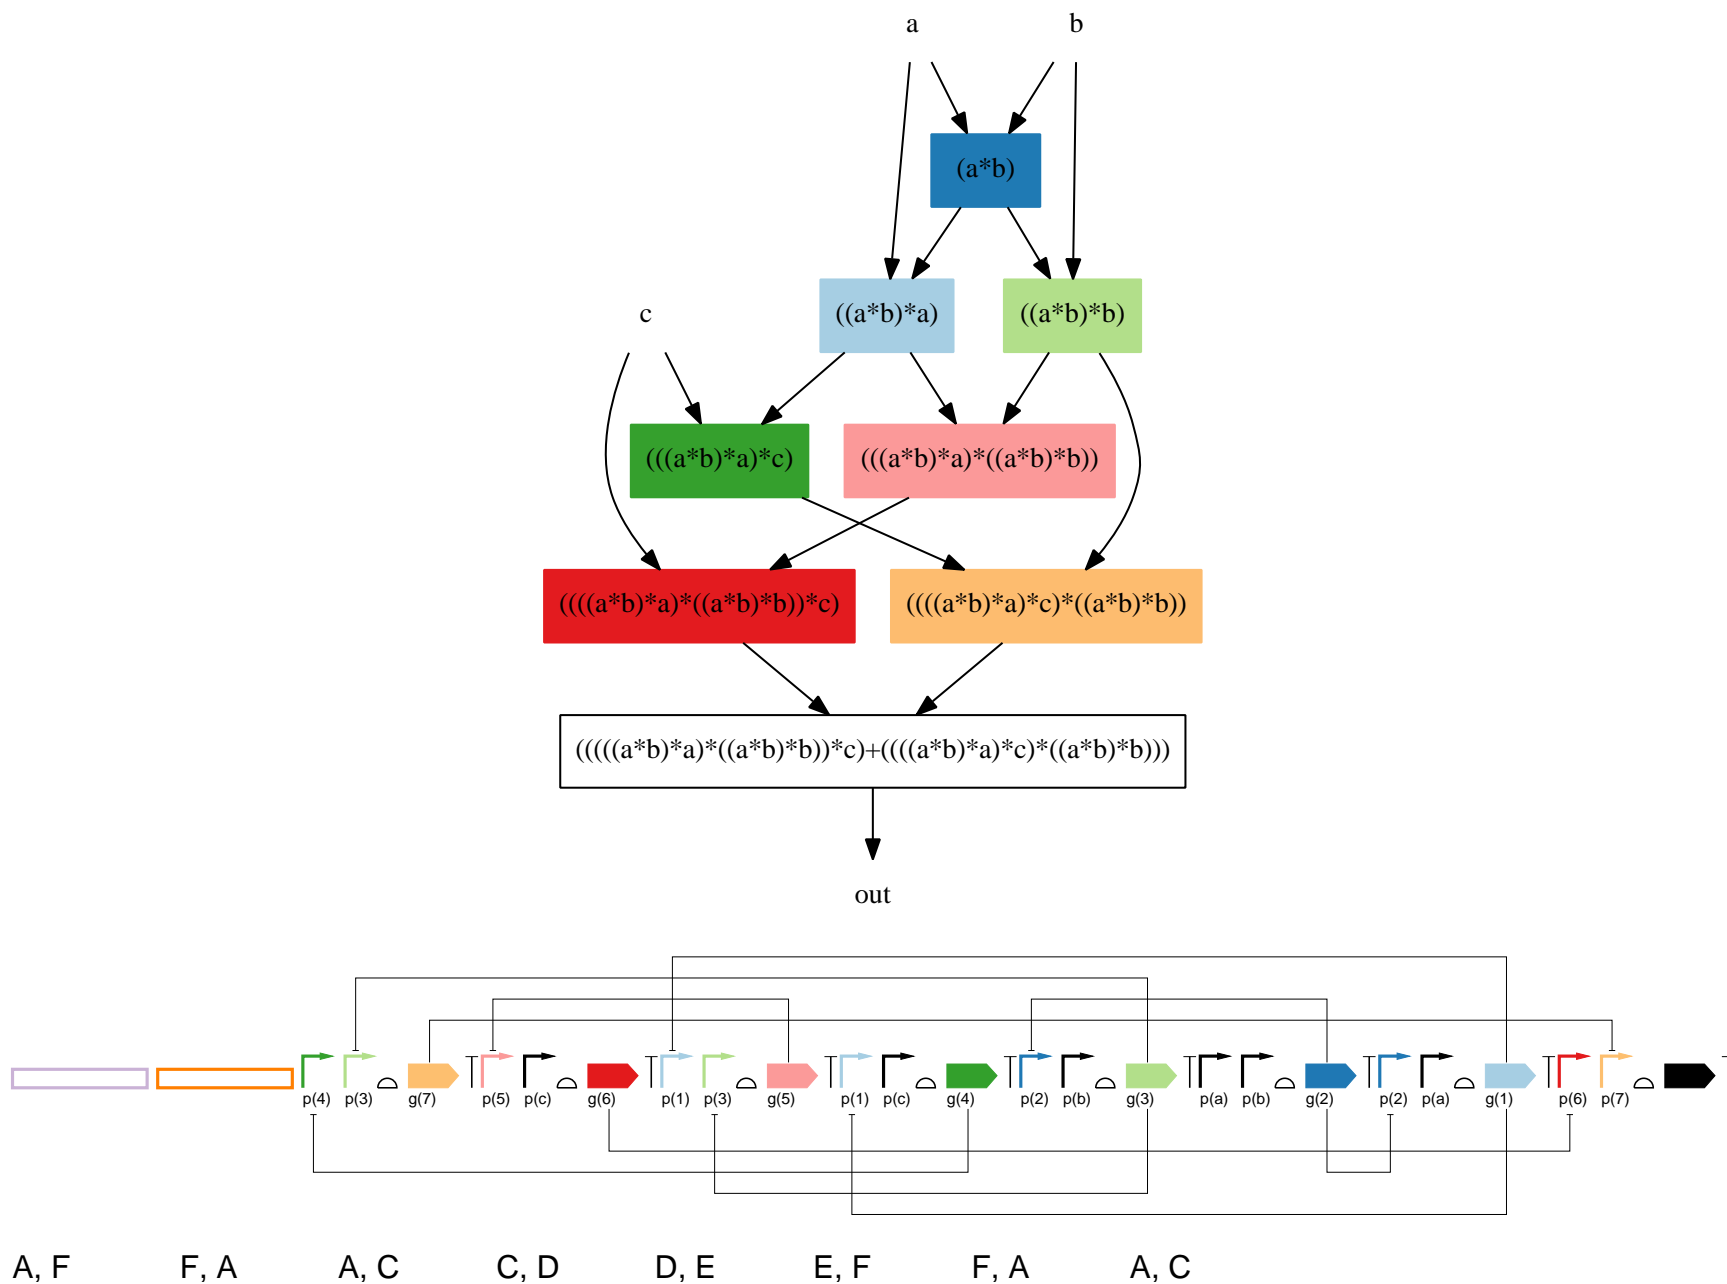 a b
(a*b)
c ((a*b)*a) ((a*b)*b)
(((a*b)*a)*c) (((a*b)*a)*((a*b)*b))
((((a*b)*a)*((a*b)*b))*c) ((((a*b)*a)*c)*((a*b)*b))
(((((a*b)*a)*((a*b)*b))*c)+((((a*b)*a)*c)*((a*b)*b)))
out
p(4) p(3) g(7) p(5) p(c) g(6) p(1) p(3) g(5) p(1) p(c) g(4) p(2) p(b) g(3) p(a) p(b) g(2) p(2) p(a) g(1) p(6) p(7)
A, F F, A A, C C, D D, E E, F F, A A, C